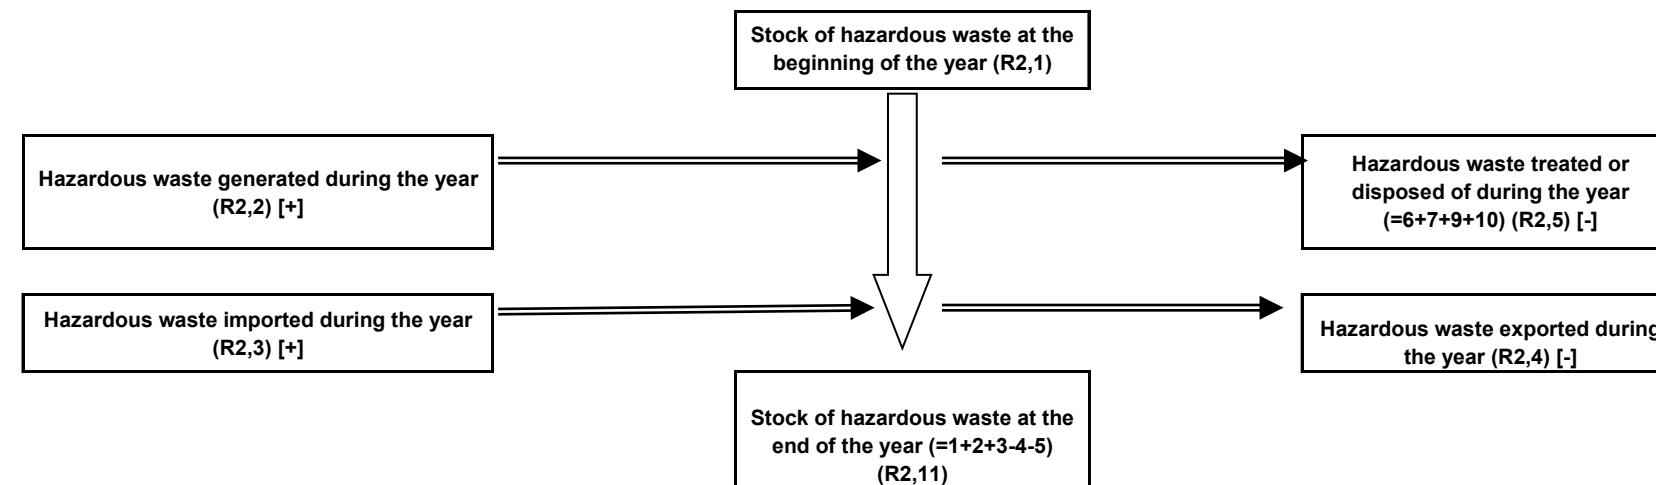 Stock of hazardous waste at the
beginning of the year (R2,1)
Hazardous waste generated during the year
(R2,2) [+]
Hazardous waste treated or
disposed of during the year
(=6+7+9+10) (R2,5) [-]
Hazardous waste imported during the year
(R2,3) [+]
Hazardous waste exported during
the year (R2,4) [-]
Stock of hazardous waste at the
end of the year (=1+2+3-4-5)
(R2,11)